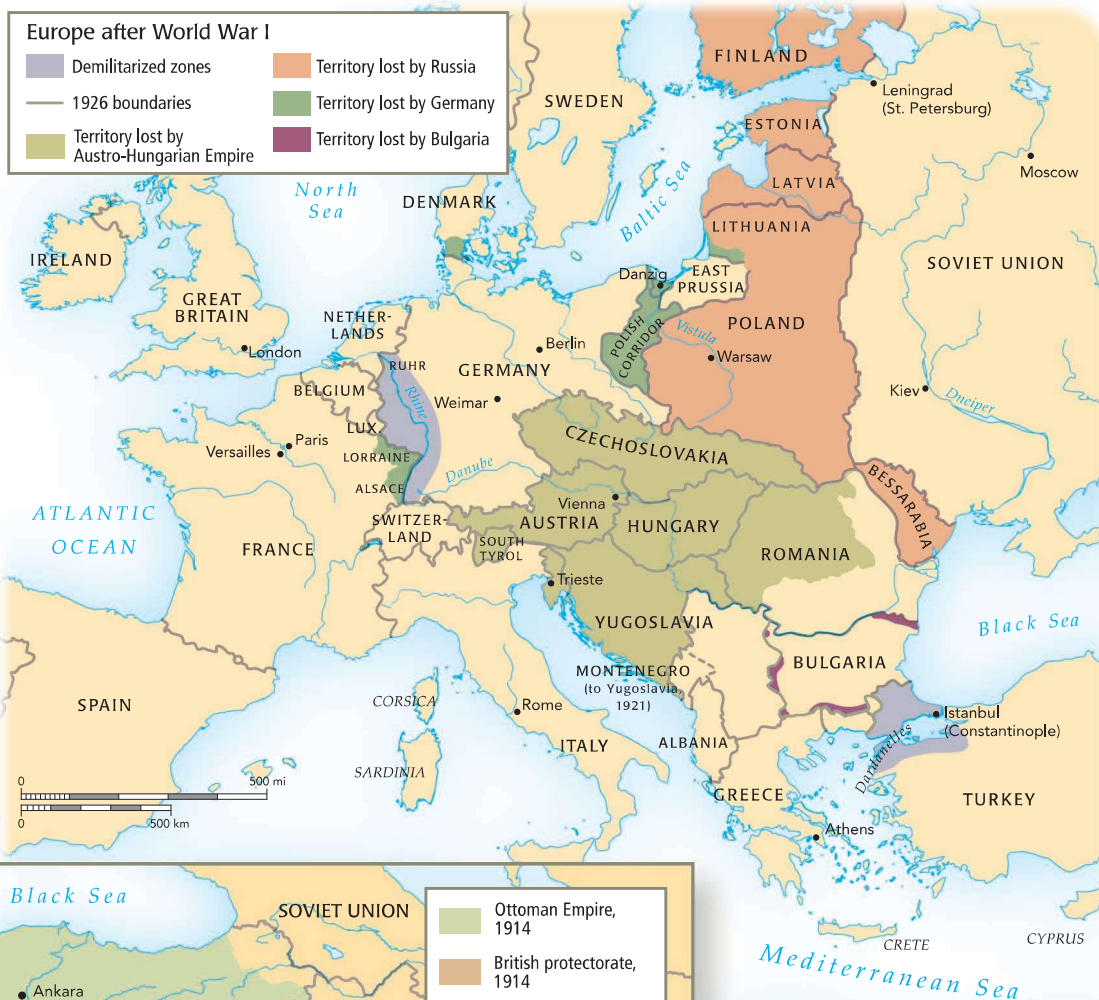 Europe after World War I
Demilitarized zones
1926 boundaries
Territory lost by
Austro-Hungarian Empire
Territory lost by Russia
Territory lost by Germany
Territory lost by Bulgaria
FINLAND
Leningrad
(St. Petersburg)
SWEDEN
ESTONIA
Moscow
North
Sea
DENMARK
Baltic Sea
LATVIA
LITHUANIA
IRELAND
GREAT
BRITAIN
London
NETHER-
LANDS
Danzig
EAST
PRUSSIA
SOVIET UNION
POLISH
CORRIDOR
Vistula
POLAND
Warsaw
Berlin
RUHR
GERMANY
BELGIUM
Rhine
Weimar
Kiev
Dneiper
LUX.
Paris
Versailles
LORRAINE
ALSACE
CZECHOSLOVAKIA
Danube
Vienna
BESSARABIA
ATLANTIC
OCEAN
FRANCE
SWITZER-
LAND
AUSTRIA
HUNGARY
SOUTH
TYROL
ROMANIA
Trieste
YUGOSLAVIA
Black Sea
MONTENEGRO
(to Yugoslavia,
1921)
BULGARIA
SPAIN
CORSICA
Rome
Istanbul
(Constantinople)
ITALY
ALBANIA
Dardanelles
SARDINIA
GREECE
TURKEY
0
500 mi
0
500 km
Athens
CRETE
CYPRUS
Mediterranean Sea
Black Sea
SOVIET UNION
Ankara
Ottoman Empire,
1914
British protectorate,
1914